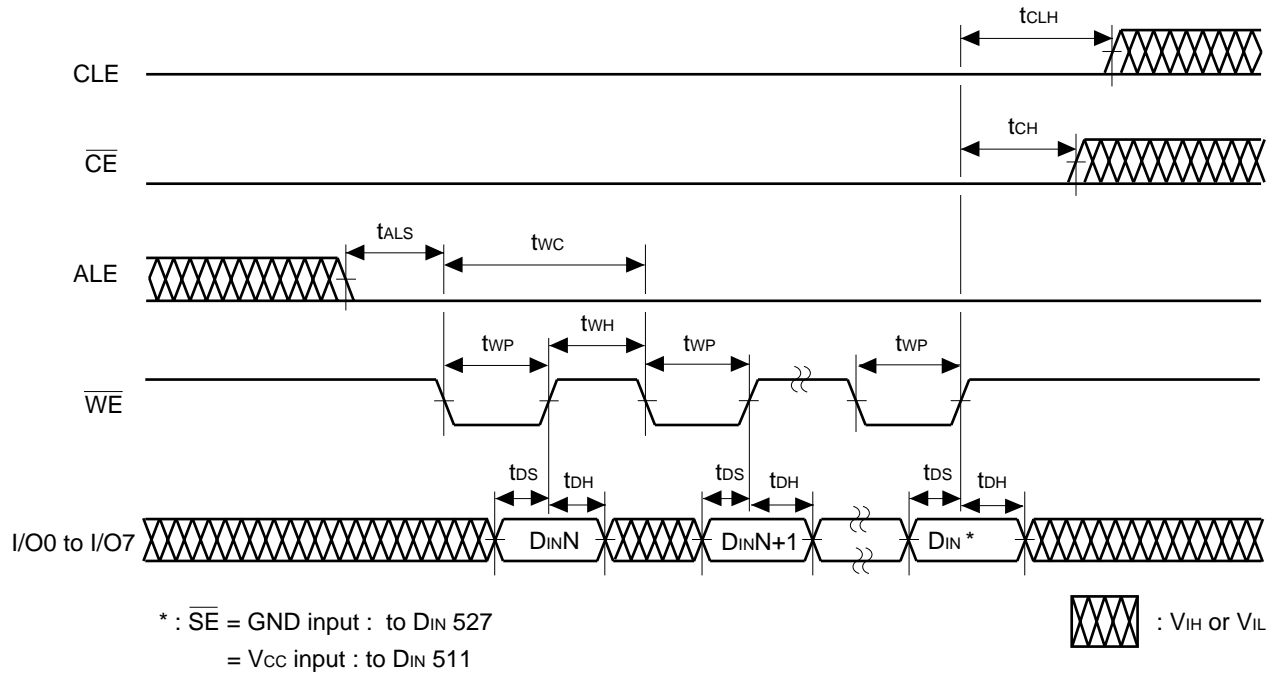 tCLH
CLE
tCH
CE
tALS
tWC
ALE
tWP
tWH
tWP
tWP
WE
tDS
tDH
tDS
tDH
tDS
tDH
I/O0 to I/O7
DINN
DINN+1
DIN *
* : SE = GND input : to DIN 527
= VCC input : to DIN 511
: VIH or VIL